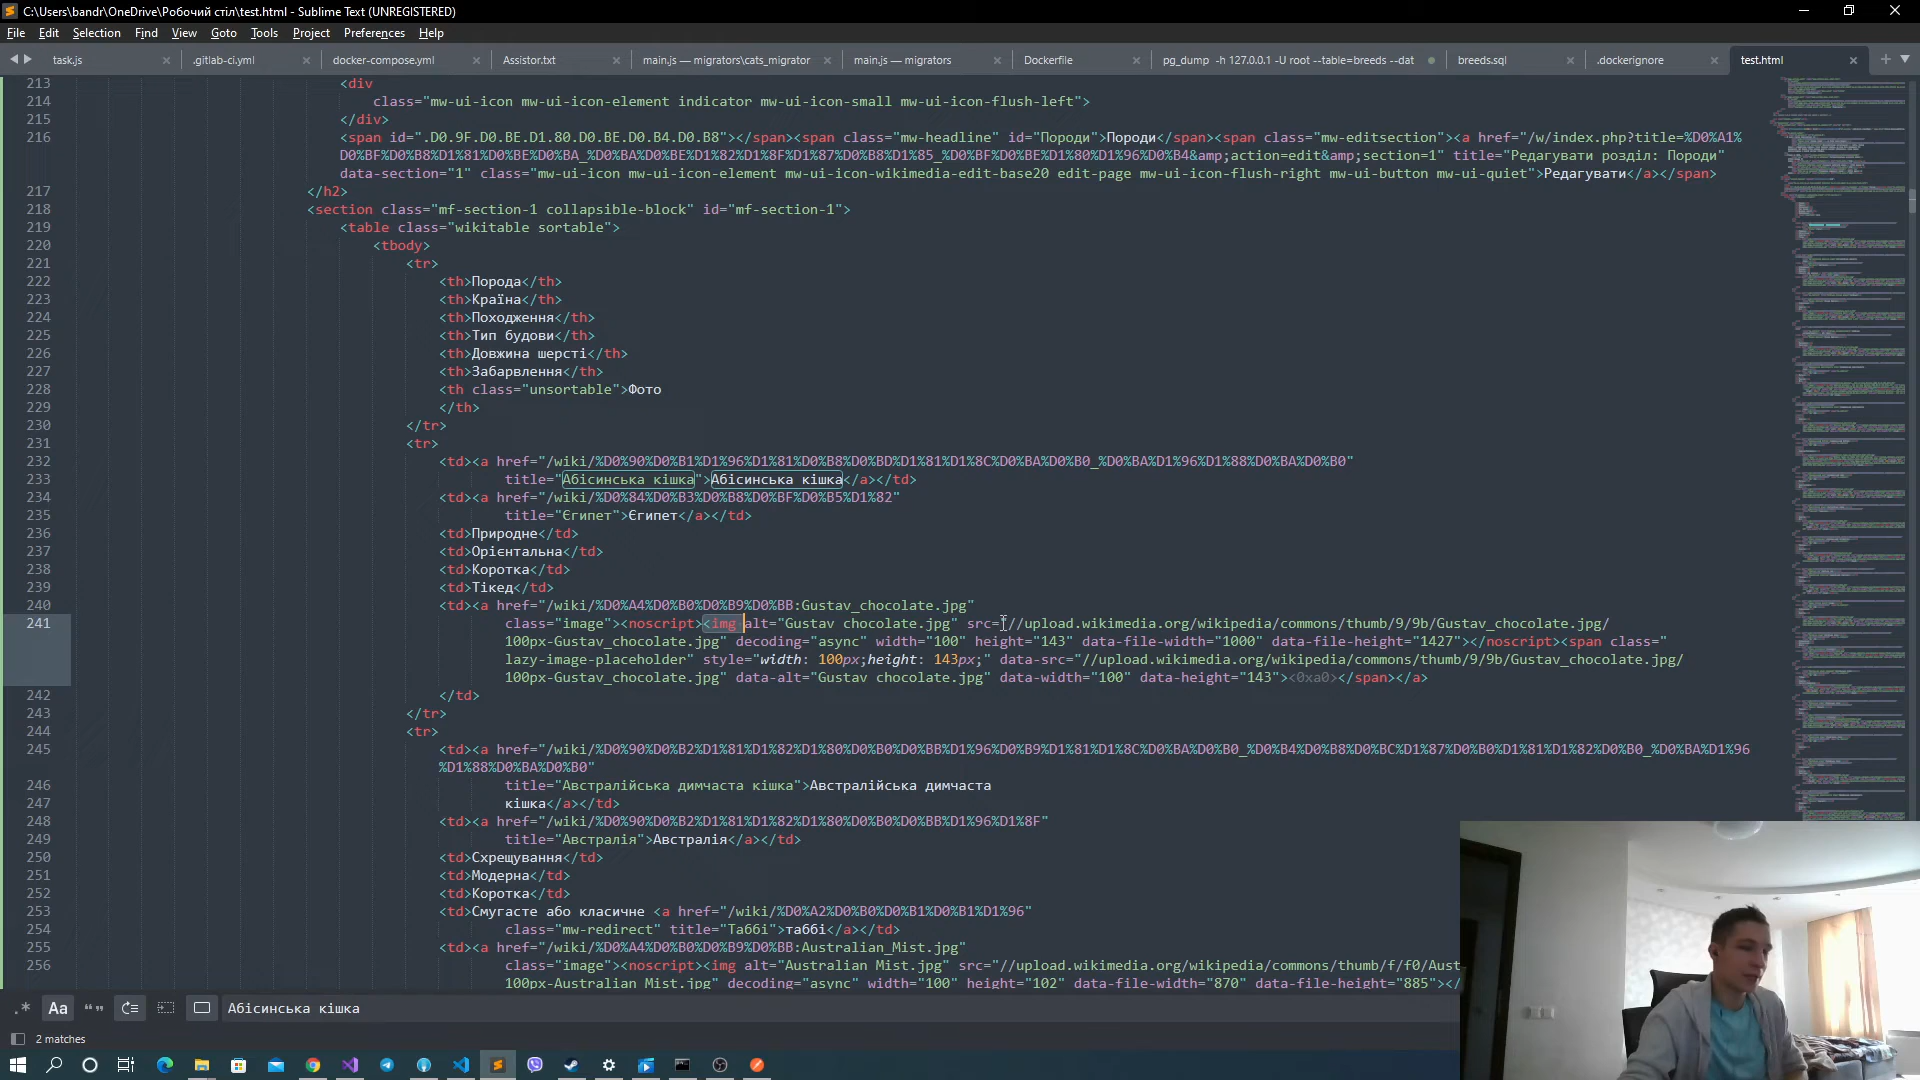 C:\Users\bandr\OneDrive\Робочий стіл\test.html - Sublime Text (UNREGISTERED)
File Edit Selection Find View Goto Tools Project Preferences Help
task.js .gitlab-ci.yml docker-compose.yml Assistor.txt main.js — migrators\cats_migrator main.js — migrators Dockerfile pg_dump -h 127.0.0.1 -U root --table=breeds --dat breeds.sql .dockerignore test.html
213 <div
214 class="mw-ui-icon mw-ui-icon-element indicator mw-ui-icon-small mw-ui-icon-flush-left">
215 </div>
216 <span id=".D0.9F.D0.BE.D1.80.D0.BE.D0.B4.D0.B8"></span><span class="mw-headline" id="Породи">Породи</span><span class="mw-editsection"><a href="/w/index.php?title=%D0%A1%
D0%BF%D0%B8%D1%81%D0%BE%D0%BA_%D0%BA%D0%BE%D1%82%D1%8F%D1%87%D0%B8%D1%85_%D0%BF%D0%BE%D1%80%D1%96%D0%B4&amp;action=edit&amp;section=1" title="Редагувати розділ: Породи"
data-section="1" class="mw-ui-icon mw-ui-icon-element mw-ui-icon-wikimedia-edit-base20 edit-page mw-ui-icon-flush-right mw-ui-button mw-ui-quiet">Редагувати</a></span>
217 </h2>
218 <section class="mf-section-1 collapsible-block" id="mf-section-1">
219 <table class="wikitable sortable">
220 <tbody>
221 <tr>
222 <th>Порода</th>
223 <th>Країна</th>
224 <th>Походження</th>
225 <th>Тип будови</th>
226 <th>Довжина шерсті</th>
227 <th>Забарвлення</th>
228 <th class="unsortable">Фото
229 </th>
230 </tr>
231 <tr>
232 <td><a href="/wiki/%D0%90%D0%B1%D1%96%D1%81%D0%B8%D0%BD%D1%81%D1%8C%D0%BA%D0%B0_%D0%BA%D1%96%D1%88%D0%BA%D0%B0"
233 title="Абісинська кішка">Абісинська кішка</a></td>
234 <td><a href="/wiki/%D0%84%D0%B3%D0%B8%D0%BF%D0%B5%D1%82"
235 title="Єгипет">Єгипет</a></td>
236 <td>Природне</td>
237 <td>Орієнтальна</td>
238 <td>Коротка</td>
239 <td>Тікед</td>
240 <td><a href="/wiki/%D0%A4%D0%B0%D0%B9%D0%BB:Gustav_chocolate.jpg"
241 class="image"><noscript><img alt="Gustav chocolate.jpg" src="//upload.wikimedia.org/wikipedia/commons/thumb/9/9b/Gustav_chocolate.jpg/
100px-Gustav_chocolate.jpg" decoding="async" width="100" height="143" data-file-width="1000" data-file-height="1427"></noscript><span class="
lazy-image-placeholder" style="width: 100px;height: 143px;" data-src="//upload.wikimedia.org/wikipedia/commons/thumb/9/9b/Gustav_chocolate.jpg/
100px-Gustav_chocolate.jpg" data-alt="Gustav chocolate.jpg" data-width="100" data-height="143"><0xa0></span></a>
242 </td>
243 </tr>
244 <tr>
245 <td><a href="/wiki/%D0%90%D0%B2%D1%81%D1%82%D1%80%D0%B0%D0%BB%D1%96%D0%B9%D1%81%D1%8C%D0%BA%D0%B0_%D0%B4%D0%B8%D0%BC%D1%87%D0%B0%D1%81%D1%82%D0%B0_%D0%BA%D1%96
%D1%88%D0%BA%D0%B0"
246 title="Австралійська димчаста кішка">Австралійська димчаста
247 кішка</a></td>
248 <td><a href="/wiki/%D0%90%D0%B2%D1%81%D1%82%D1%80%D0%B0%D0%BB%D1%96%D1%8F"
249 title="Австралія">Австралія</a></td>
250 <td>Схрещування</td>
251 <td>Модерна</td>
252 <td>Коротка</td>
253 <td>Смугасте або класичне <a href="/wiki/%D0%A2%D0%B0%D0%B1%D0%B1%D1%96"
254 class="mw-redirect" title="Таббі">таббі</a></td>
255 <td><a href="/wiki/%D0%A4%D0%B0%D0%B9%D0%BB:Australian_Mist.jpg"
256 class="image"><noscript><img alt="Australian Mist.jpg" src="//upload.wikimedia.org/wikipedia/commons/thumb/f/f0/Aust
100px-Australian_Mist.jpg" decoding="async" width="100" height="102" data-file-width="870" data-file-height="885"></
.* Aa "" Абісинська кішка
2 matches